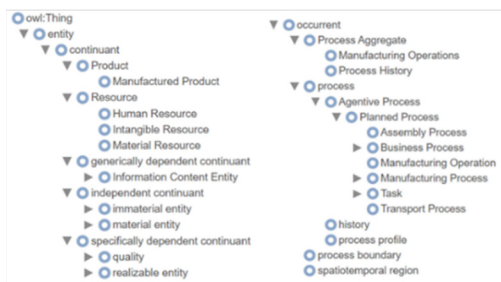 owl:Thing
entity
continuant
Product
Manufactured Product
Resource
Human Resource
Intangible Resource
Material Resource
generically dependent continuant
Information Content Entity
independent continuant
immaterial entity
material entity
specifically dependent continuant
quality
realizable entity
occurrent
Process Aggregate
Manufacturing Operations
Process History
process
Agentive Process
Planned Process
Assembly Process
Business Process
Manufacturing Operation
Manufacturing Process
Task
Transport Process
history
process profile
process boundary
spatiotemporal region